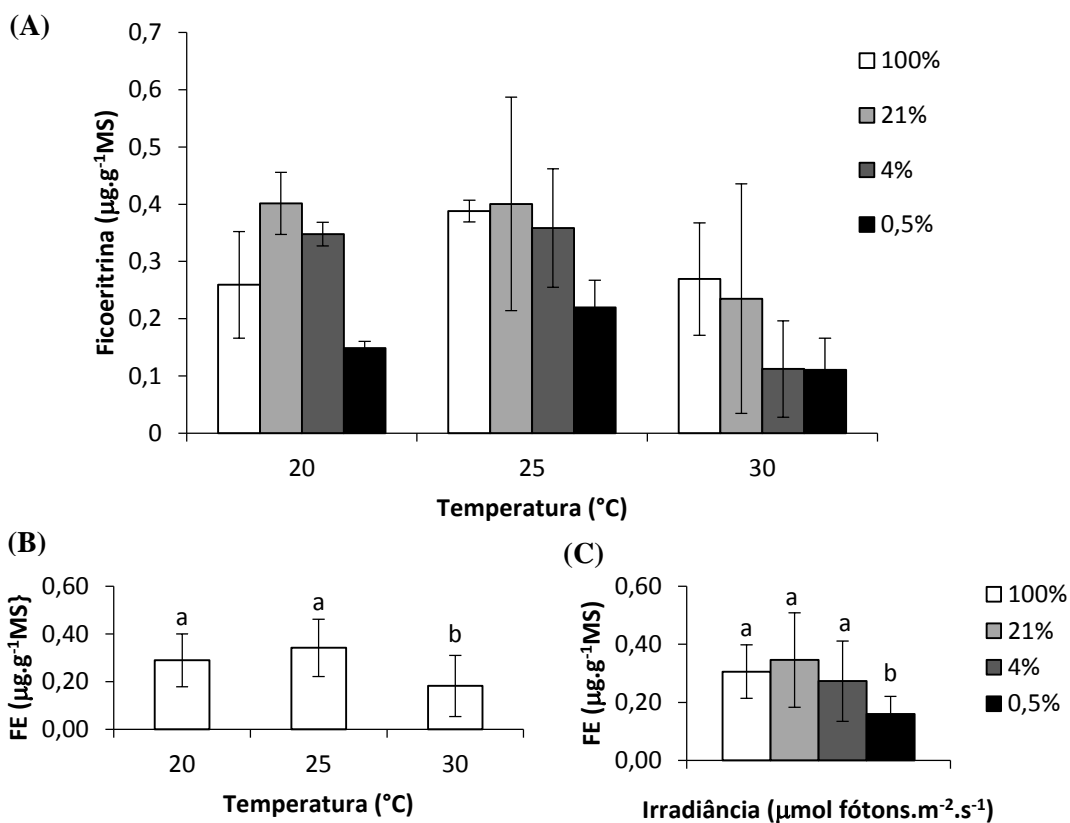 (A)
Ficoeritrina (µg.g⁻¹MS)
0,7
0,6
0,5
0,4
0,3
0,2
0,1
0
20
25
30
Temperatura (°C)
100%
21%
4%
0,5%
(B)
FE (µg.g⁻¹MS}
0,60
0,40
0,20
0,00
a
a
b
20
25
30
Temperatura (°C)
(C)
FE (µg.g⁻¹MS)
0,60
0,40
0,20
0,00
a
a
a
b
Irradiância (µmol fótons.m⁻².s⁻¹)
100%
21%
4%
0,5%